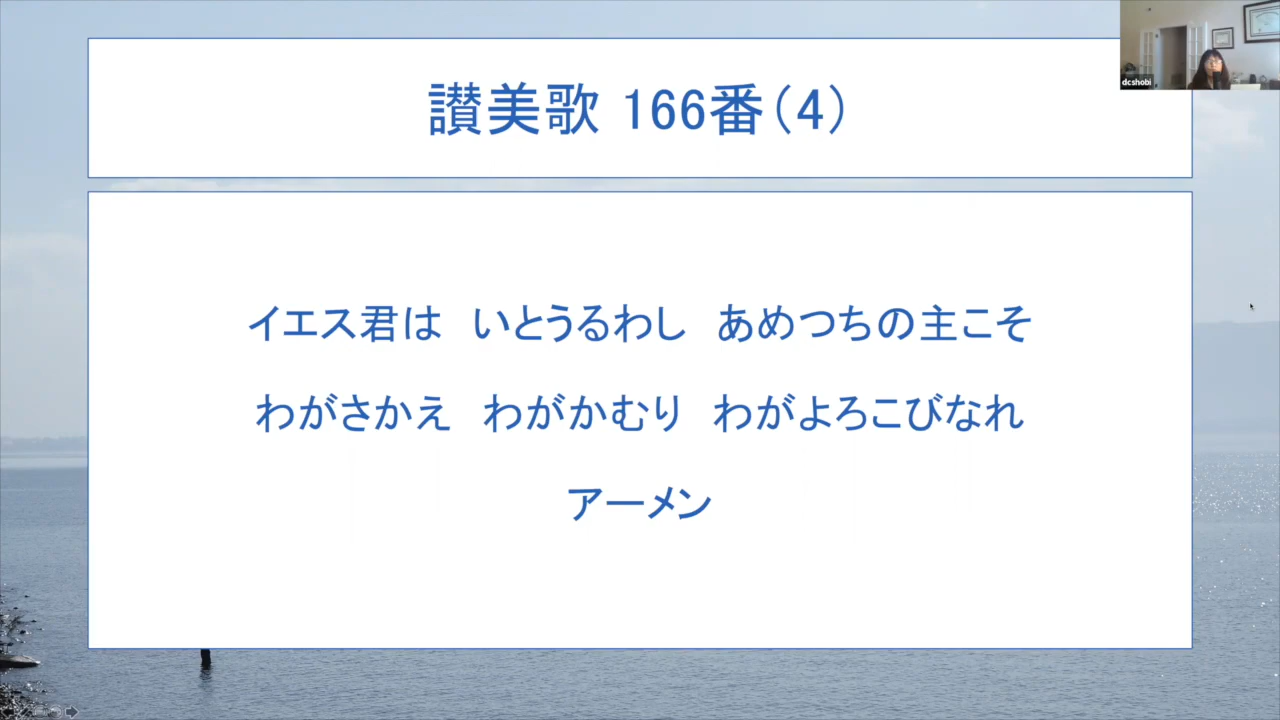 讃美歌 166番(4)
dcshobi
イエス君は　いとうるわし　あめつちの主こそ
わがさかえ　わがかむり　わがよろこびなれ
アーメン